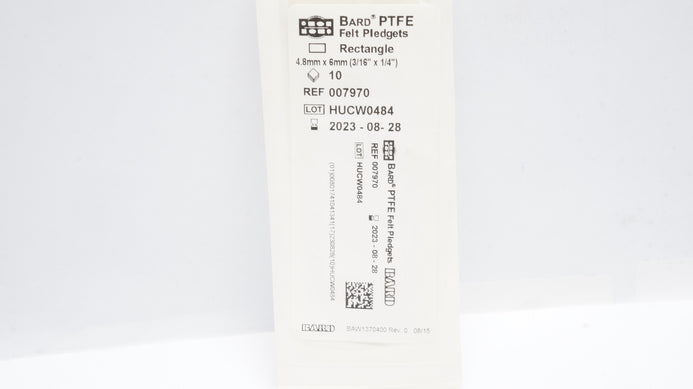 BARD® PTFE
Felt Pledgets
Rectangle
4.8mm x 6mm (3/16" x 1/4")
10
REF 007970
LOT HUCW0484
2023 - 08- 28
BARD® PTFE Felt Pledgets BARD
REF 007970 2023 - 08 - 28
LOT HUCW0484
BARD BAW1370400 Rev. 0 08/15